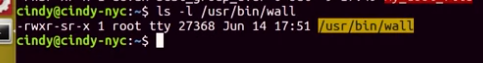 cindy@cindy-nyc:~$ ls -l /usr/bin/wall
-rwxr-sr-x 1 root tty 27368 Jun 14 17:51 /usr/bin/wall
cindy@cindy-nyc:~$